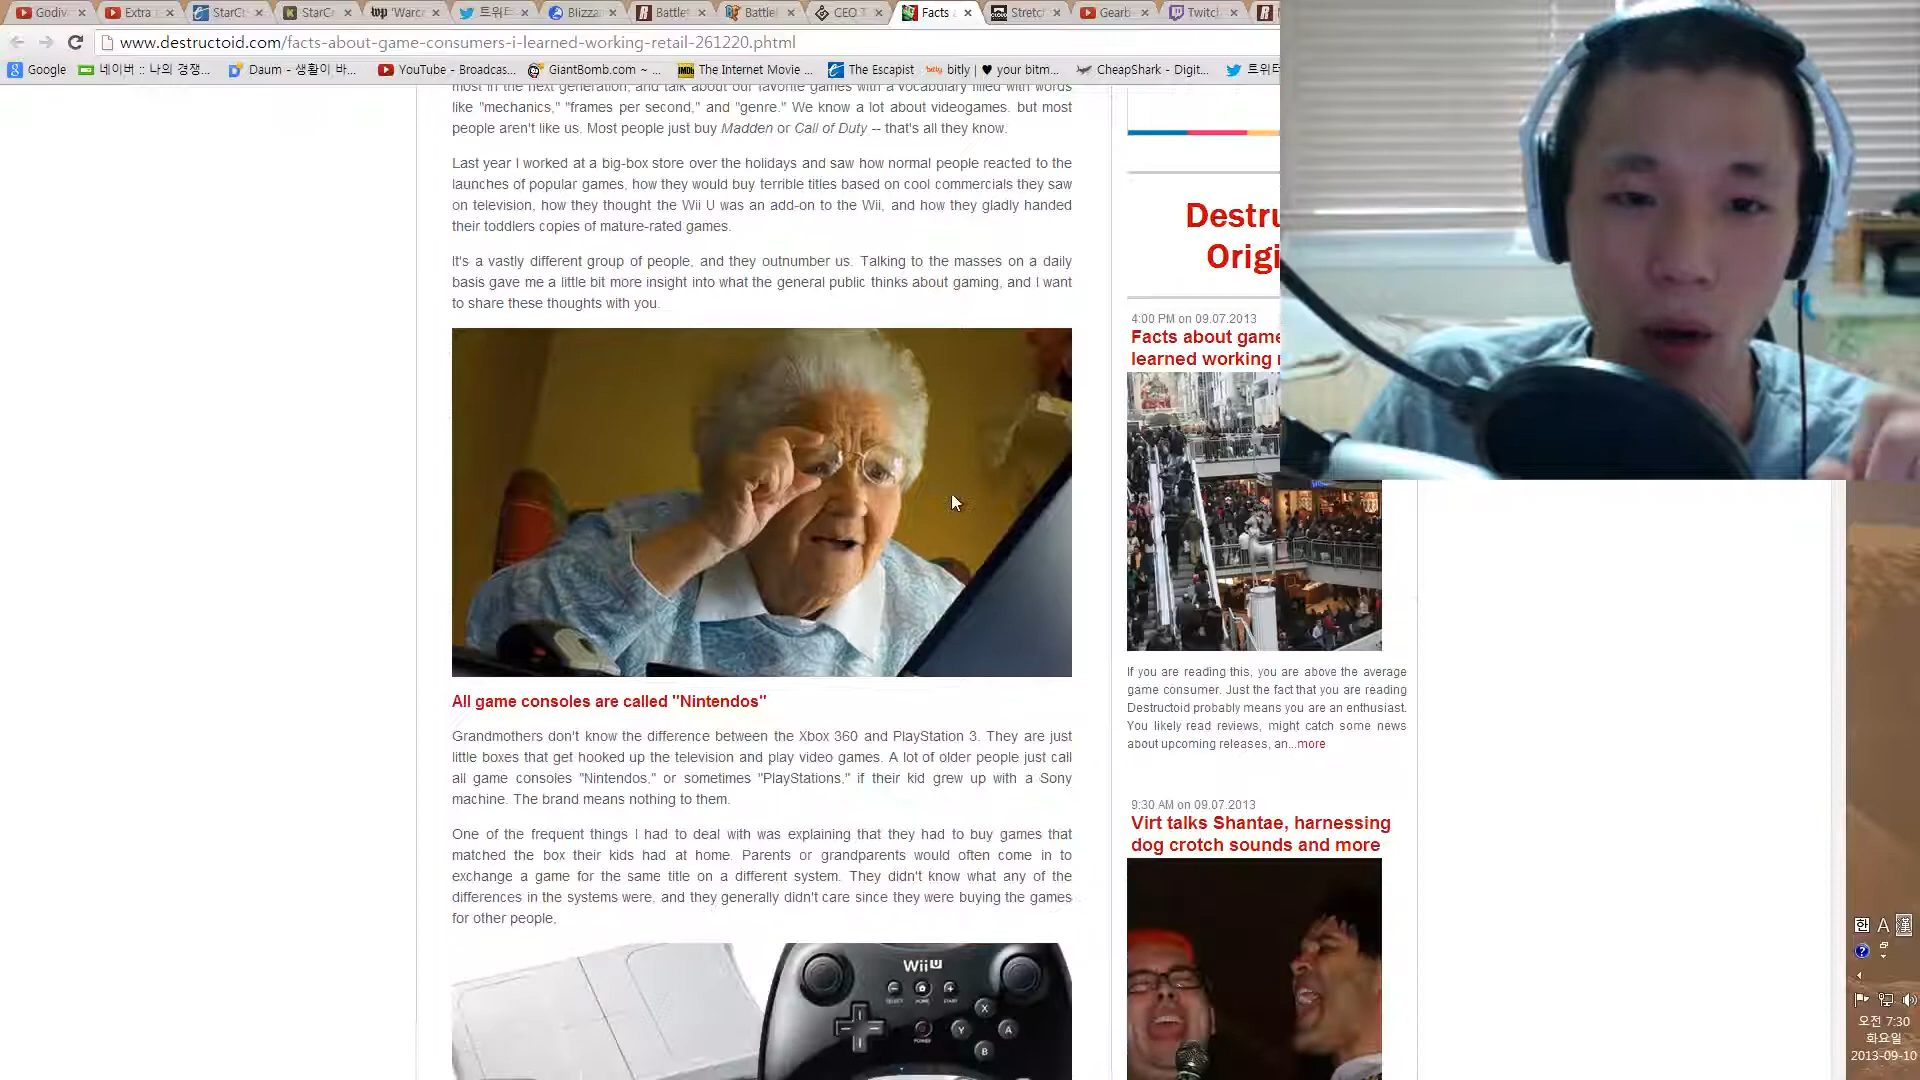 Godiv
Extra
StarCr
StarC
'Warc
트위트
Blizza
Battlet
Battlel
CEO T
Facts a
Stretch
Gearb
Twitcl
www.destructoid.com/facts-about-game-consumers-i-learned-working-retail-261220.phtml
Google
네이버 :: 나의 경쟁...
Daum - 생활이 바...
YouTube - Broadcas...
GiantBomb.com ~ ...
The Internet Movie ...
The Escapist
bitly | ♥ your bitm...
CheapShark - Digit...
most in the next generation, and talk about our favorite games with a vocabulary filled with words
like "mechanics," "frames per second," and "genre." We know a lot about videogames. but most
people aren't like us. Most people just buy Madden or Call of Duty -- that's all they know.
Last year I worked at a big-box store over the holidays and saw how normal people reacted to the
launches of popular games, how they would buy terrible titles based on cool commercials they saw
on television, how they thought the Wii U was an add-on to the Wii, and how they gladly handed
their toddlers copies of mature-rated games.
It's a vastly different group of people, and they outnumber us. Talking to the masses on a daily
basis gave me a little bit more insight into what the general public thinks about gaming, and I want
to share these thoughts with you.
All game consoles are called "Nintendos"
Grandmothers don't know the difference between the Xbox 360 and PlayStation 3. They are just
little boxes that get hooked up the television and play video games. A lot of older people just call
all game consoles "Nintendos," or sometimes "PlayStations," if their kid grew up with a Sony
machine. The brand means nothing to them.
One of the frequent things I had to deal with was explaining that they had to buy games that
matched the box their kids had at home. Parents or grandparents would often come in to
exchange a game for the same title on a different system. They didn't know what any of the
differences in the systems were, and they generally didn't care since they were buying the games
for other people.
Wii U
SELECT
HOME
START
POWER
X
Y
A
B
Destru
Origi
4:00 PM on 09.07.2013
Facts about game
learned working
If you are reading this, you are above the average
game consumer. Just the fact that you are reading
Destructoid probably means you are an enthusiast.
You likely read reviews, might catch some news
about upcoming releases, an...more
9:30 AM on 09.07.2013
Virt talks Shantae, harnessing
dog crotch sounds and more
한 A 漢
오전 7:30
화요일
2013-09-10